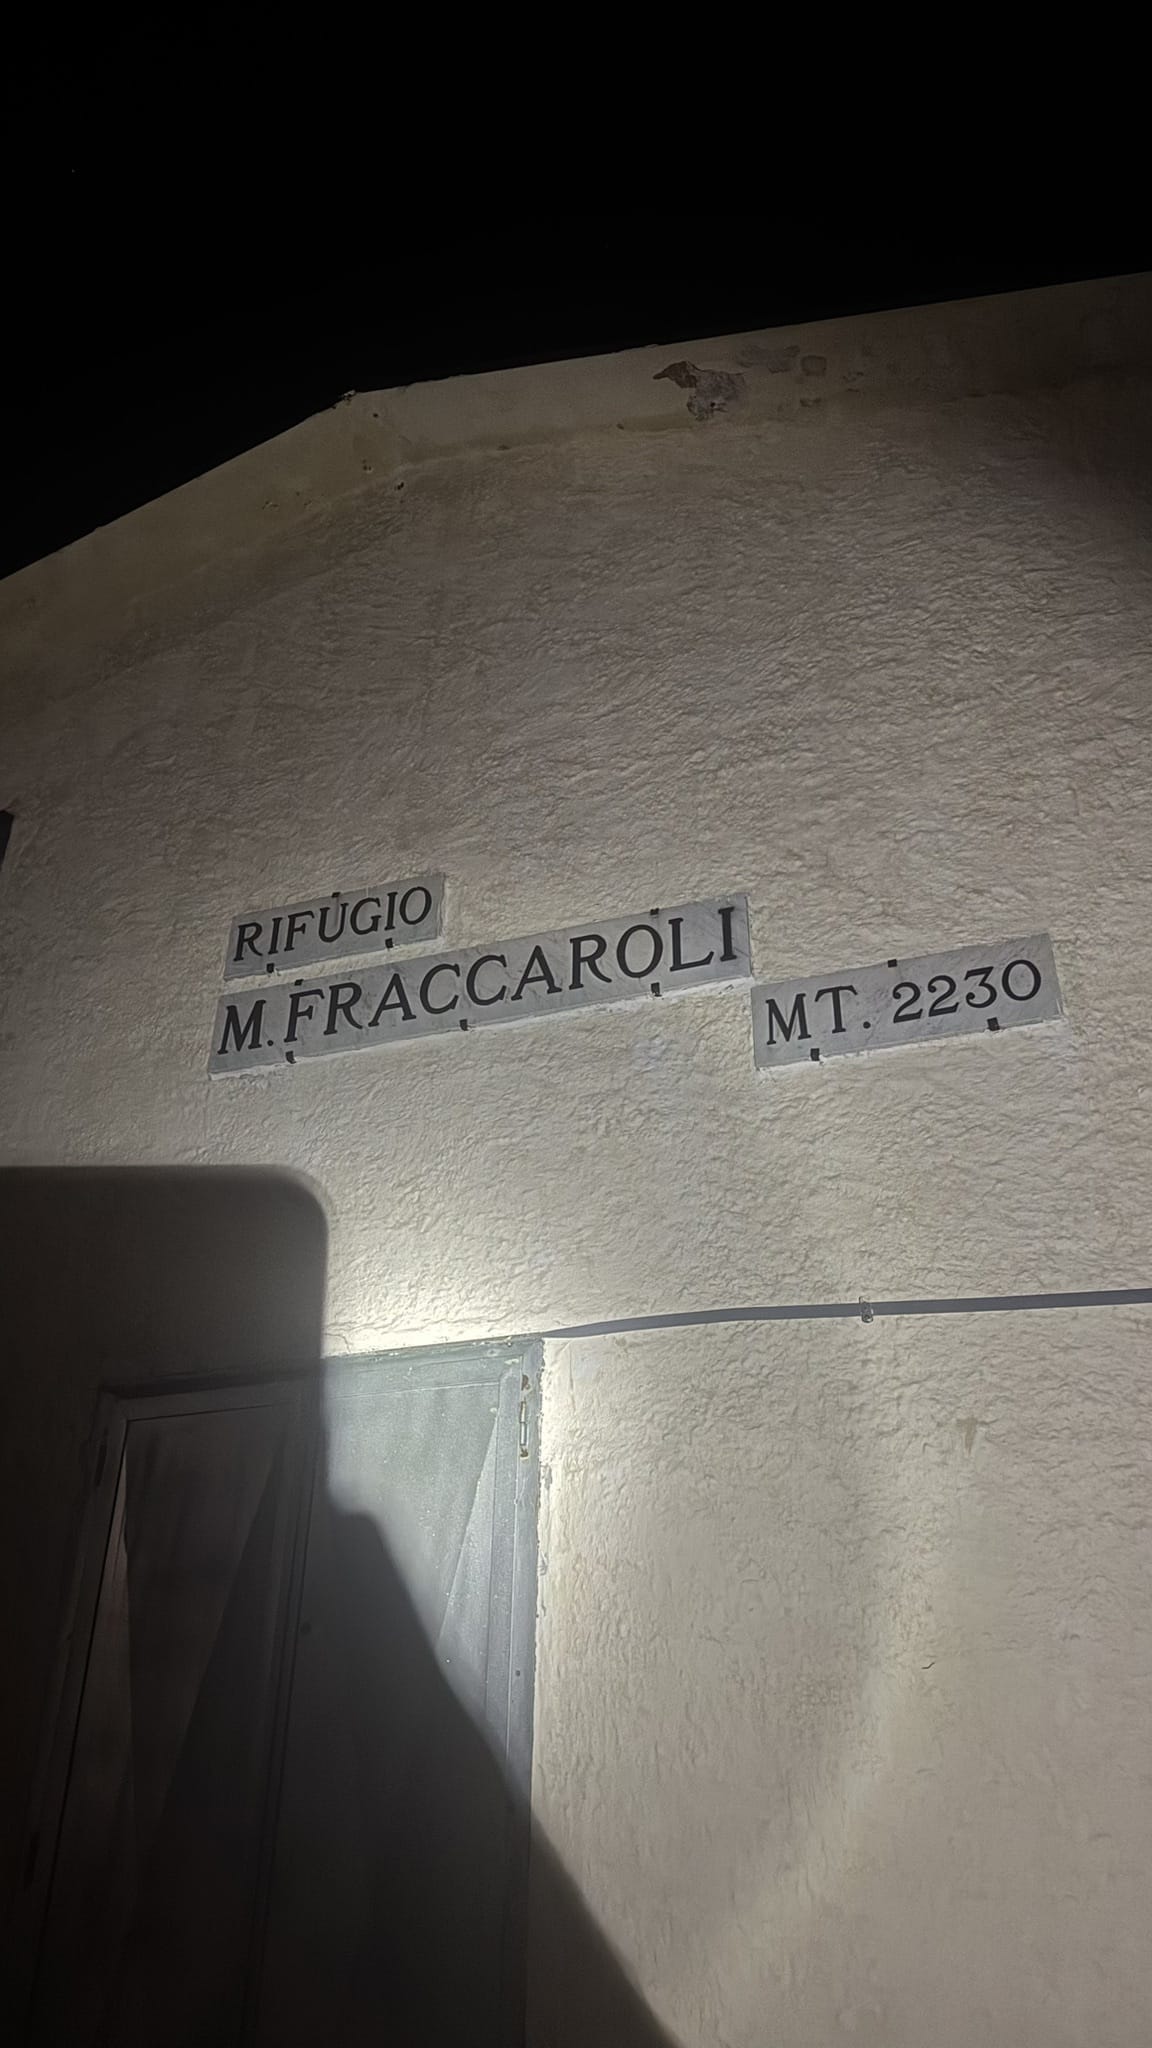 RIFUGIO
M. FRACCAROLI
MT. 2230